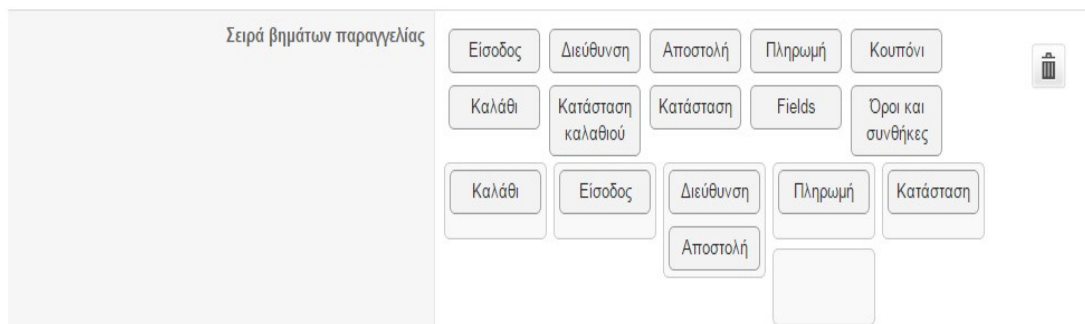 Σειρά βημάτων παραγγελίας
Είσοδος Διεύθυνση Αποστολή Πληρωμή Κουπόνι
Καλάθι Κατάσταση καλαθιού Κατάσταση Fields Όροι και συνθήκες
Καλάθι Είσοδος Διεύθυνση Πληρωμή Κατάσταση
Αποστολή